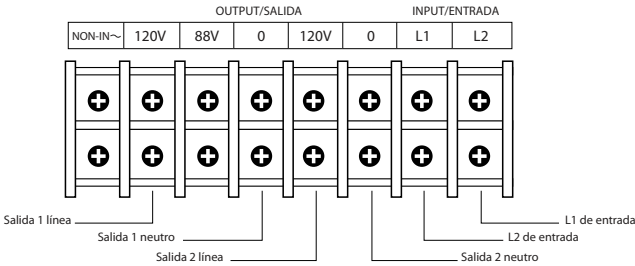 OUTPUT/SALIDA INPUT/ENTRADA
NON-IN~ 120V 88V 0 120V 0 L1 L2
Salida 1 línea L1 de entrada
Salida 1 neutro L2 de entrada
Salida 2 línea Salida 2 neutro